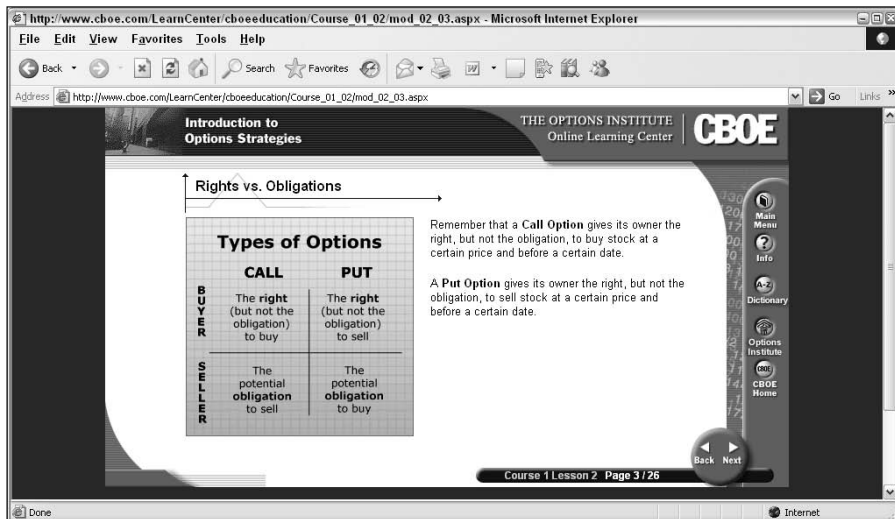 http://www.cboe.com/LearnCenter/cboeeducation/Course_01_02/mod_02_03.aspx - Microsoft Internet Explorer
File Edit View Favorites Tools Help
Back Search Favorites
Address http://www.cboe.com/LearnCenter/cboeeducation/Course_01_02/mod_02_03.aspx Go Links »
Introduction to
Options Strategies
THE OPTIONS INSTITUTE
Online Learning Center
CBOE
Rights vs. Obligations
Types of Options
CALL PUT
BUYER
The right
(but not the
obligation)
to buy
The right
(but not the
obligation)
to sell
SELLER
The
potential
obligation
to sell
The
potential
obligation
to buy
Remember that a Call Option gives its owner the
right, but not the obligation, to buy stock at a
certain price and before a certain date.
A Put Option gives its owner the right, but not the
obligation, to sell stock at a certain price and
before a certain date.
Main
Menu
?
Info
A-Z
Dictionary
Options
Institute
CBOE
CBOE
Home
Back Next
Course 1 Lesson 2 Page 3 / 26
Done
Internet